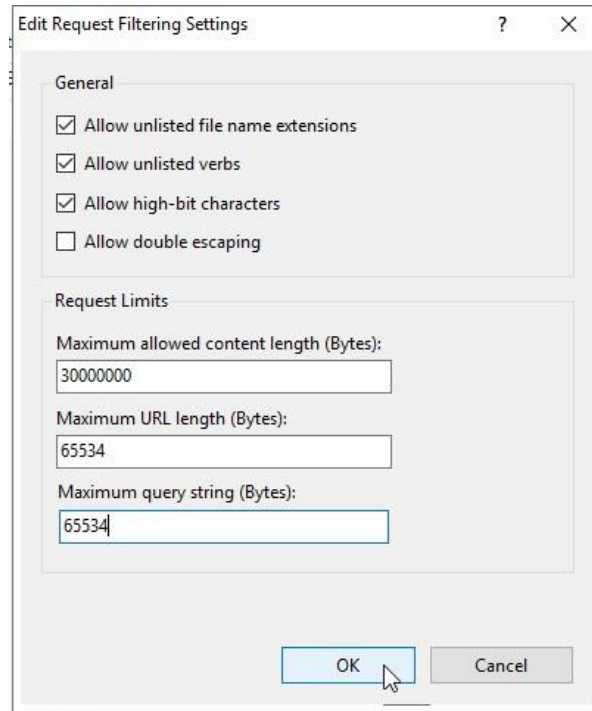 Edit Request Filtering Settings
?
General
Allow unlisted file name extensions
Allow unlisted verbs
Allow high-bit characters
Allow double escaping
Request Limits
Maximum allowed content length (Bytes):
30000000
Maximum URL length (Bytes):
65534
Maximum query string (Bytes):
65534
OK Cancel